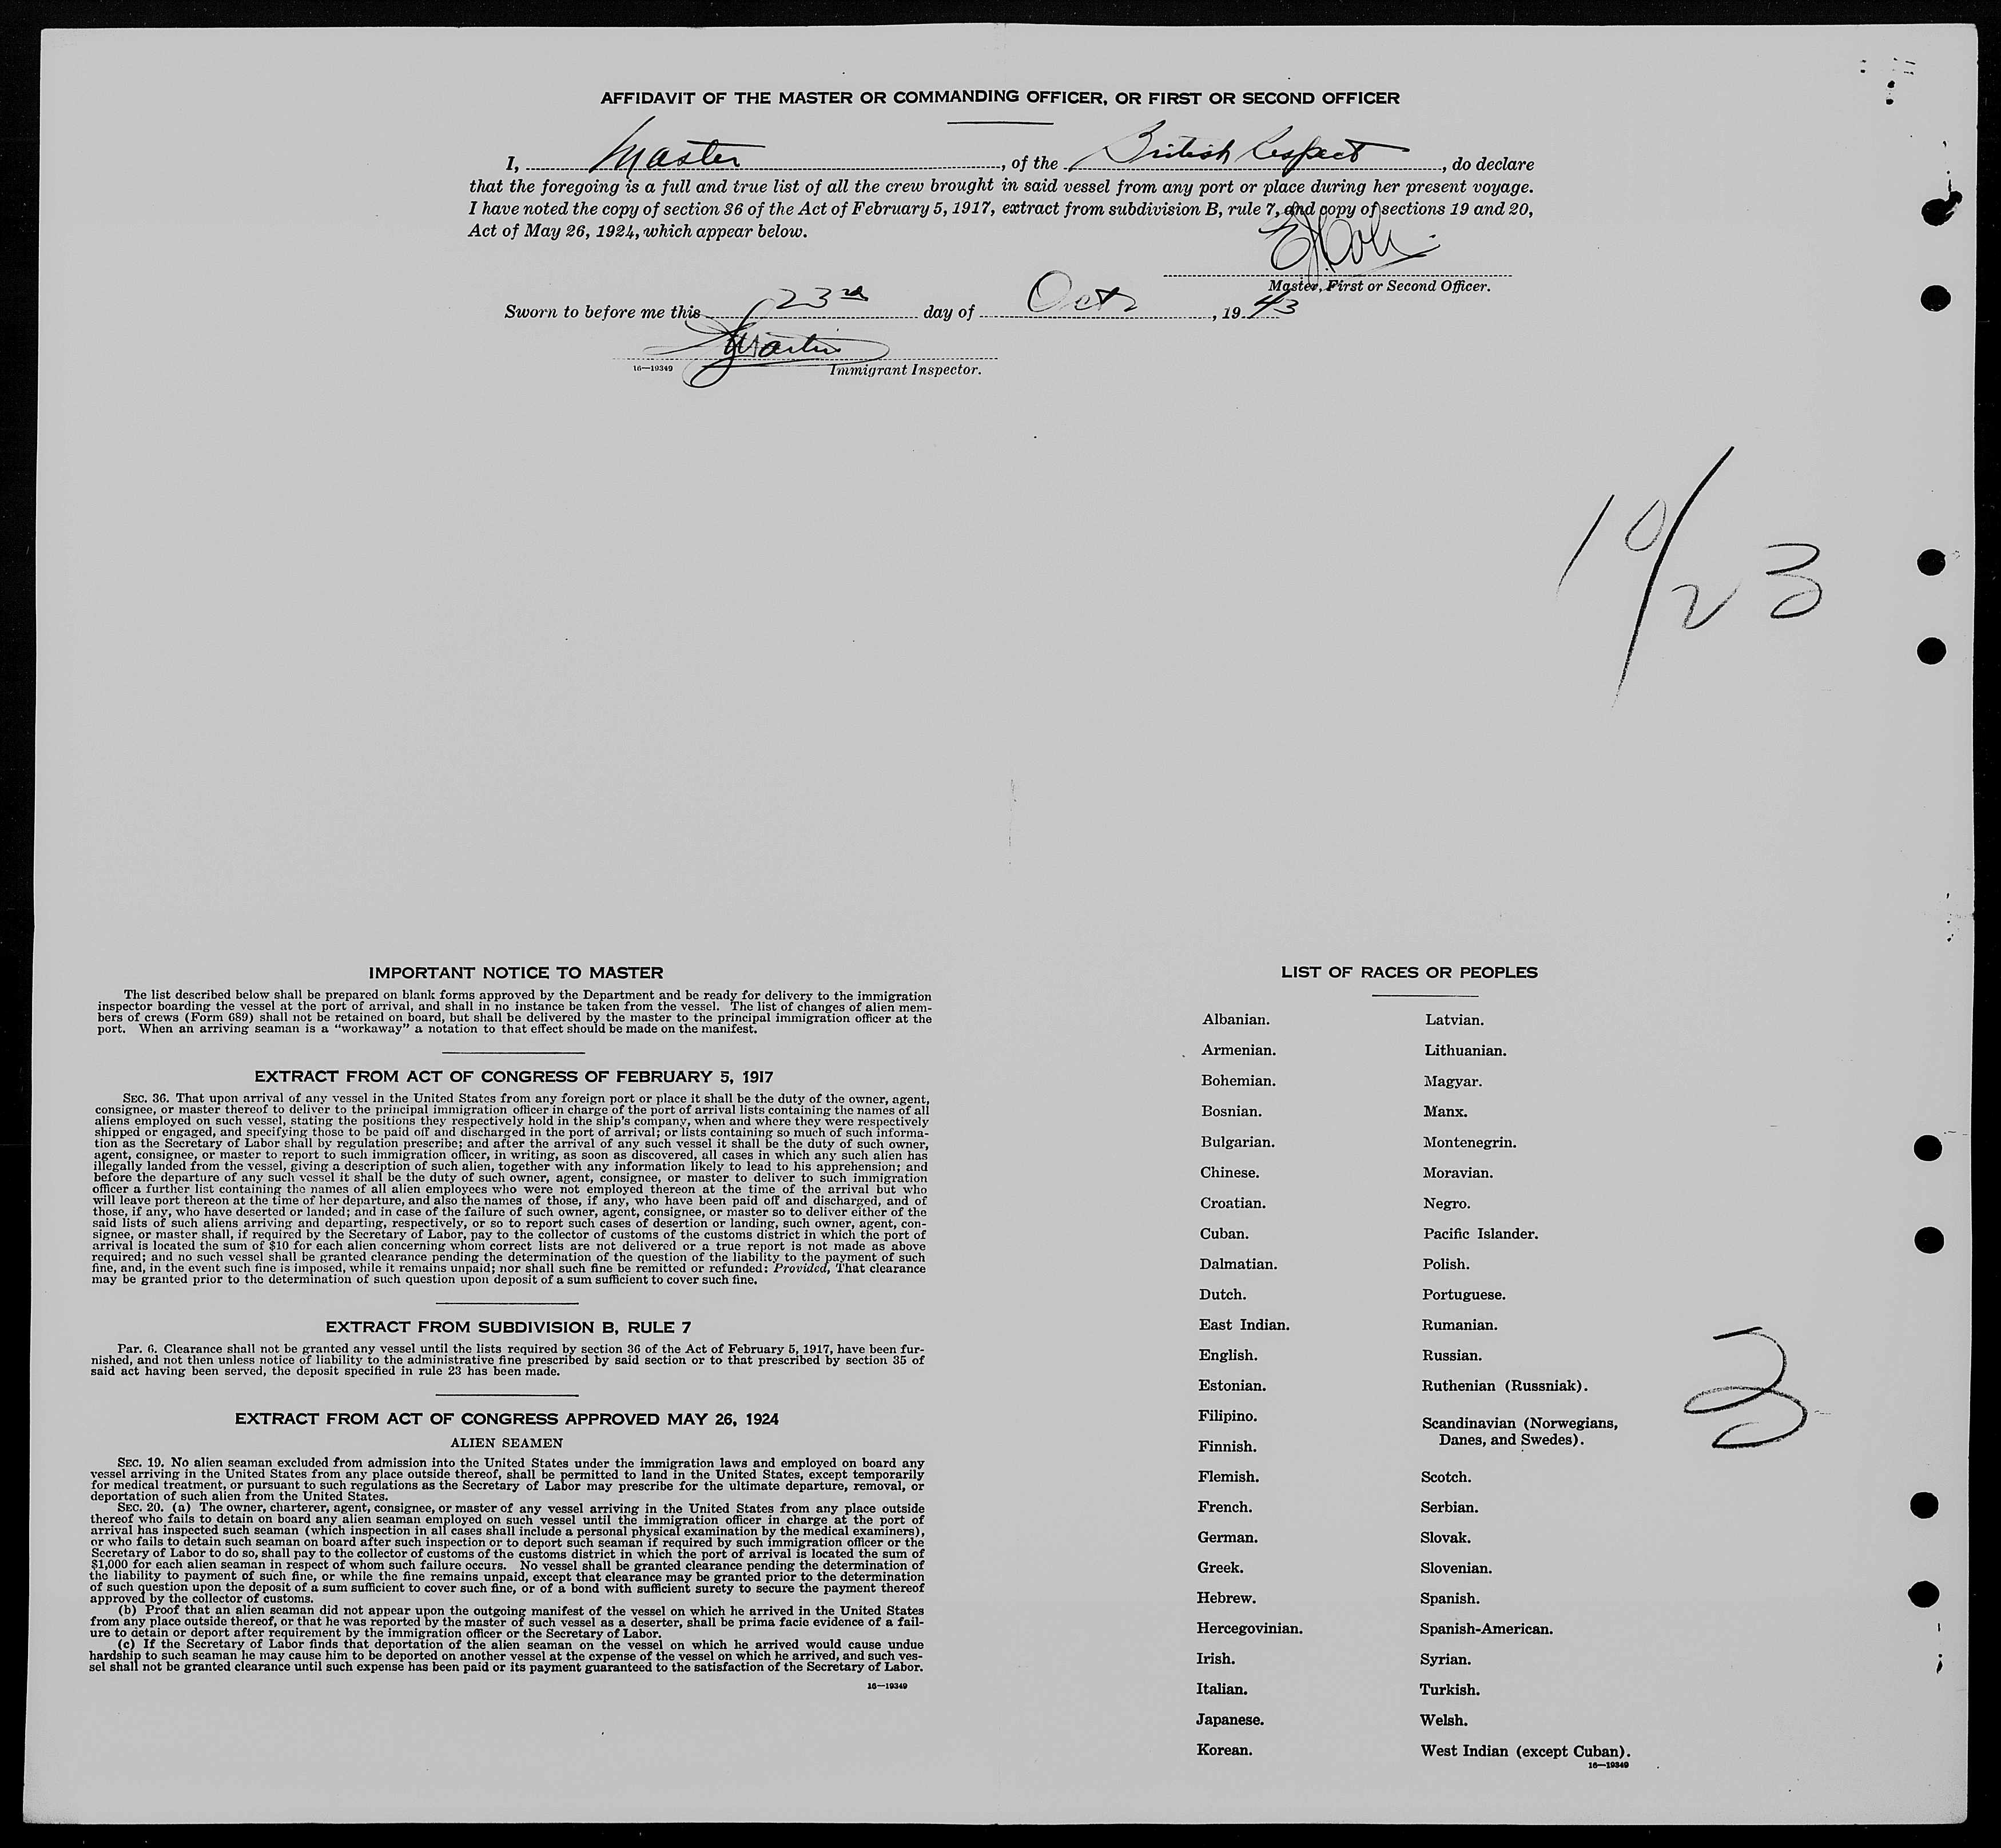 AFFIDAVIT OF THE MASTER OR COMMANDING OFFICER, OR FIRST OR SECOND OFFICER
I, Master, of the British Respect, do declare
that the foregoing is a full and true list of all the crew brought in said vessel from any port or place during her present voyage.
I have noted the copy of section 36 of the Act of February 5, 1917, extract from subdivision B, rule 7, and copy of sections 19 and 20,
Act of May 26, 1924, which appear below.
Master, First or Second Officer.
Sworn to before me this 23rd day of Oct, 1943
Martin
16—19349 Immigrant Inspector.
10/23
IMPORTANT NOTICE TO MASTER
The list described below shall be prepared on blank forms approved by the Department and be ready for delivery to the immigration
inspector boarding the vessel at the port of arrival, and shall in no instance be taken from the vessel. The list of changes of alien mem-
bers of crews (Form 689) shall not be retained on board, but shall be delivered by the master to the principal immigration officer at the
port. When an arriving seaman is a "workaway" a notation to that effect should be made on the manifest.
EXTRACT FROM ACT OF CONGRESS OF FEBRUARY 5, 1917
SEC. 36. That upon arrival of any vessel in the United States from any foreign port or place it shall be the duty of the owner, agent,
consignee, or master thereof to deliver to the principal immigration officer in charge of the port of arrival lists containing the names of all
aliens employed on such vessel, stating the positions they respectively hold in the ship's company, when and where they were respectively
shipped or engaged, and specifying those to be paid off and discharged in the port of arrival; or lists containing so much of such informa-
tion as the Secretary of Labor shall by regulation prescribe; and after the arrival of any such vessel it shall be the duty of such owner,
agent, consignee, or master to report to such immigration officer, in writing, as soon as discovered, all cases in which any such alien has
illegally landed from the vessel, giving a description of such alien, together with any information likely to lead to his apprehension; and
before the departure of any such vessel it shall be the duty of such owner, agent, consignee, or master to deliver to such immigration
officer a further list containing the names of all alien employees who were not employed thereon at the time of the arrival but who
will leave port thereon at the time of her departure, and also the names of those, if any, who have been paid off and discharged, and of
those, if any, who have deserted or landed; and in case of the failure of such owner, agent, consignee, or master so to deliver either of the
said lists of such aliens arriving and departing, respectively, or so to report such cases of desertion or landing, such owner, agent, con-
signee, or master shall, if required by the Secretary of Labor, pay to the collector of customs of the customs district in which the port of
arrival is located the sum of $10 for each alien concerning whom correct lists are not delivered or a true report is not made as above
required; and no such vessel shall be granted clearance pending the determination of the question of the liability to the payment of such
fine, and, in the event such fine is imposed, while it remains unpaid; nor shall such fine be remitted or refunded: Provided, That clearance
may be granted prior to the determination of such question upon deposit of a sum sufficient to cover such fine.
EXTRACT FROM SUBDIVISION B, RULE 7
Par. 6. Clearance shall not be granted any vessel until the lists required by section 36 of the Act of February 5, 1917, have been fur-
nished, and not then unless notice of liability to the administrative fine prescribed by said section or to that prescribed by section 35 of
said act having been served, the deposit specified in rule 23 has been made.
EXTRACT FROM ACT OF CONGRESS APPROVED MAY 26, 1924
ALIEN SEAMEN
SEC. 19. No alien seaman excluded from admission into the United States under the immigration laws and employed on board any
vessel arriving in the United States from any place outside thereof, shall be permitted to land in the United States, except temporarily
for medical treatment, or pursuant to such regulations as the Secretary of Labor may prescribe for the ultimate departure, removal, or
deportation of such alien from the United States.
SEC. 20. (a) The owner, charterer, agent, consignee, or master of any vessel arriving in the United States from any place outside
thereof who fails to detain on board any alien seaman employed on such vessel until the immigration officer in charge at the port of
arrival has inspected such seaman (which inspection in all cases shall include a personal physical examination by the medical examiners),
or who fails to detain such seaman on board after such inspection or to deport such seaman if required by such immigration officer or the
Secretary of Labor to do so, shall pay to the collector of customs of the customs district in which the port of arrival is located the sum of
$1,000 for each alien seaman in respect of whom such failure occurs. No vessel shall be granted clearance pending the determination of
the liability to payment of such fine, or while the fine remains unpaid, except that clearance may be granted prior to the determination
of such question upon the deposit of a sum sufficient to cover such fine, or of a bond with sufficient surety to secure the payment thereof
approved by the collector of customs.
(b) Proof that an alien seaman did not appear upon the outgoing manifest of the vessel on which he arrived in the United States
from any place outside thereof, or that he was reported by the master of such vessel as a deserter, shall be prima facie evidence of a fail-
ure to detain or deport after requirement by the immigration officer or the Secretary of Labor.
(c) If the Secretary of Labor finds that deportation of the alien seaman on the vessel on which he arrived would cause undue
hardship to such seaman he may cause him to be deported on another vessel at the expense of the vessel on which he arrived, and such ves-
sel shall not be granted clearance until such expense has been paid or its payment guaranteed to the satisfaction of the Secretary of Labor.
16—19349
LIST OF RACES OR PEOPLES
Albanian.
Armenian.
Bohemian.
Bosnian.
Bulgarian.
Chinese.
Croatian.
Cuban.
Dalmatian.
Dutch.
East Indian.
English.
Estonian.
Filipino.
Finnish.
Flemish.
French.
German.
Greek.
Hebrew.
Hercegovinian.
Irish.
Italian.
Japanese.
Korean.
Latvian.
Lithuanian.
Magyar.
Manx.
Montenegrin.
Moravian.
Negro.
Pacific Islander.
Polish.
Portuguese.
Rumanian.
Russian.
Ruthenian (Russniak).
Scandinavian (Norwegians,
Danes, and Swedes).
Scotch.
Serbian.
Slovak.
Slovenian.
Spanish.
Spanish-American.
Syrian.
Turkish.
Welsh.
West Indian (except Cuban).
16—19349
3